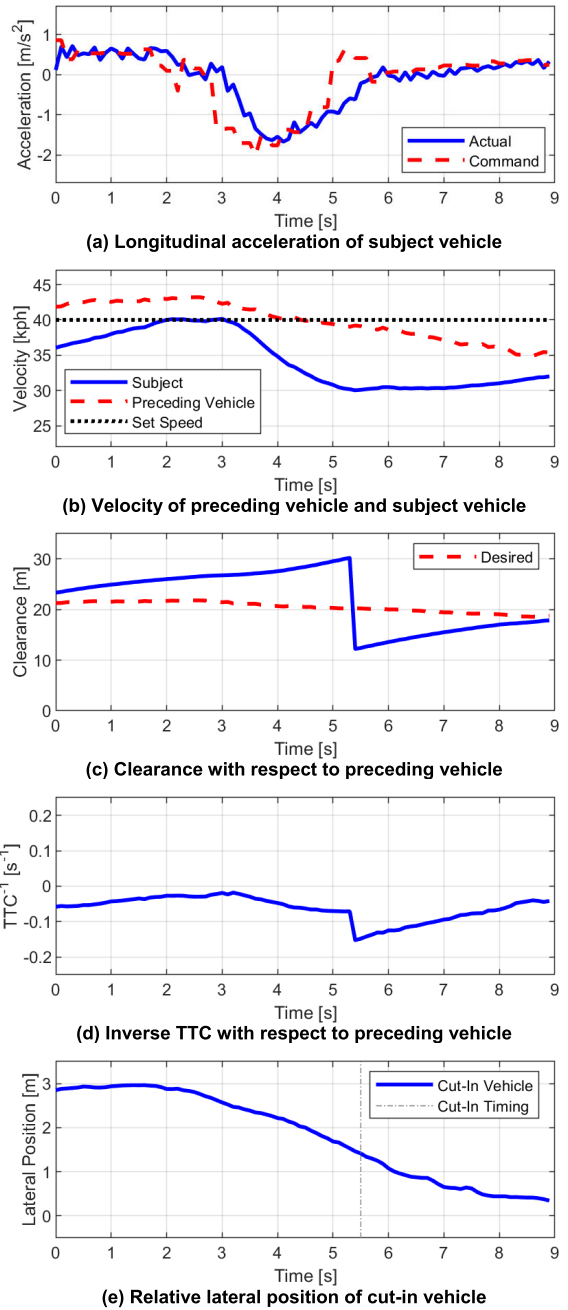 1
0
-1
-2
Acceleration [m/s²]
Actual
Command
0 1 2 3 4 5 6 7 8 9
Time [s]
(a) Longitudinal acceleration of subject vehicle
45
40
35
30
25
Velocity [kph]
Subject
Preceding Vehicle
Set Speed
0 1 2 3 4 5 6 7 8 9
Time [s]
(b) Velocity of preceding vehicle and subject vehicle
30
20
10
0
Clearance [m]
Desired
0 1 2 3 4 5 6 7 8 9
Time [s]
(c) Clearance with respect to preceding vehicle
0.2
0.1
0
-0.1
-0.2
TTC⁻¹ [s⁻¹]
0 1 2 3 4 5 6 7 8 9
Time [s]
(d) Inverse TTC with respect to preceding vehicle
3
2
1
0
Lateral Position [m]
Cut-In Vehicle
Cut-In Timing
0 1 2 3 4 5 6 7 8 9
Time [s]
(e) Relative lateral position of cut-in vehicle